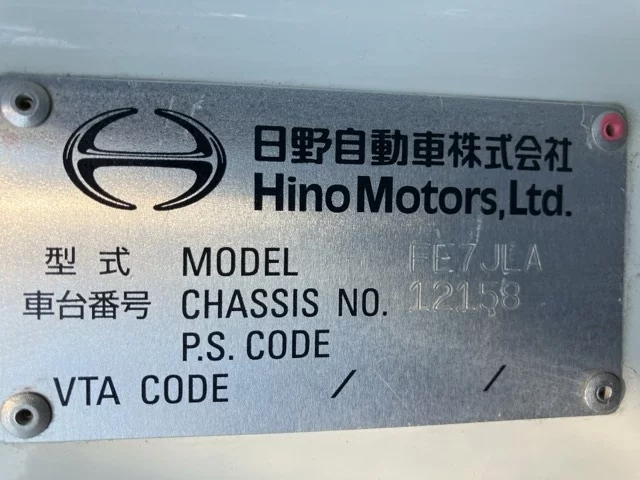 日野自動車株式会社
Hino Motors, Ltd.
型式 MODEL FE7JLA
車台番号 CHASSIS NO. 12158
P.S. CODE
VTA CODE / /